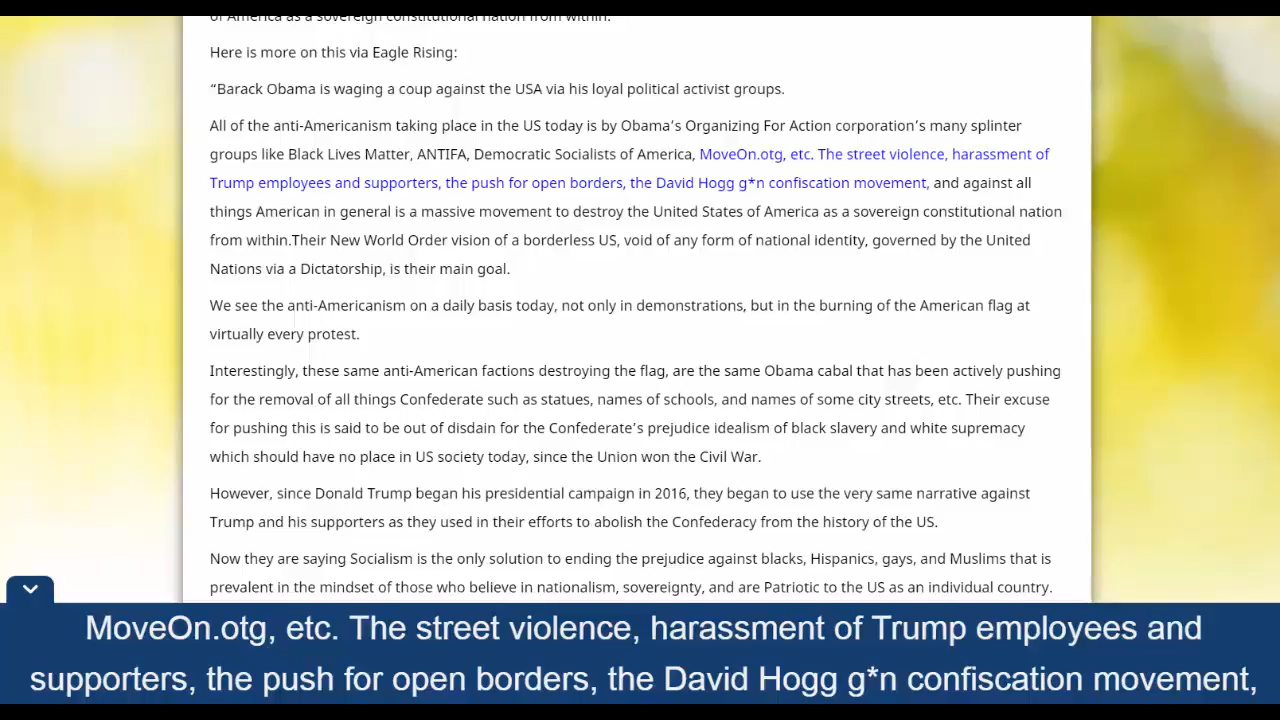 of America as a sovereign constitutional nation from within.
Here is more on this via Eagle Rising:
“Barack Obama is waging a coup against the USA via his loyal political activist groups.
All of the anti-Americanism taking place in the US today is by Obama’s Organizing For Action corporation’s many splinter
groups like Black Lives Matter, ANTIFA, Democratic Socialists of America, MoveOn.otg, etc. The street violence, harassment of
Trump employees and supporters, the push for open borders, the David Hogg g*n confiscation movement, and against all
things American in general is a massive movement to destroy the United States of America as a sovereign constitutional nation
from within.Their New World Order vision of a borderless US, void of any form of national identity, governed by the United
Nations via a Dictatorship, is their main goal.
We see the anti-Americanism on a daily basis today, not only in demonstrations, but in the burning of the American flag at
virtually every protest.
Interestingly, these same anti-American factions destroying the flag, are the same Obama cabal that has been actively pushing
for the removal of all things Confederate such as statues, names of schools, and names of some city streets, etc. Their excuse
for pushing this is said to be out of disdain for the Confederate’s prejudice idealism of black slavery and white supremacy
which should have no place in US society today, since the Union won the Civil War.
However, since Donald Trump began his presidential campaign in 2016, they began to use the very same narrative against
Trump and his supporters as they used in their efforts to abolish the Confederacy from the history of the US.
Now they are saying Socialism is the only solution to ending the prejudice against blacks, Hispanics, gays, and Muslims that is
prevalent in the mindset of those who believe in nationalism, sovereignty, and are Patriotic to the US as an individual country.
MoveOn.otg, etc. The street violence, harassment of Trump employees and
supporters, the push for open borders, the David Hogg g*n confiscation movement,